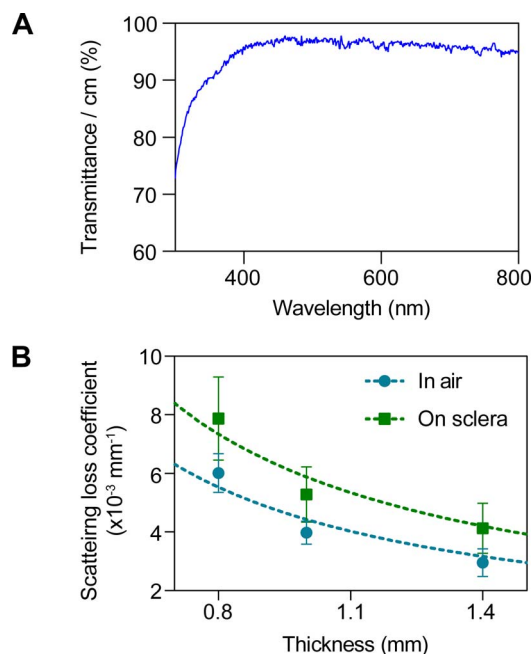 A
100
90
80
70
60
Transmittance / cm (%)
400
600
800
Wavelength (nm)
B
10
8
6
4
2
Scatteirng loss coefficient
(x10⁻³ mm⁻¹)
In air
On sclera
0.8
1.1
1.4
Thickness (mm)